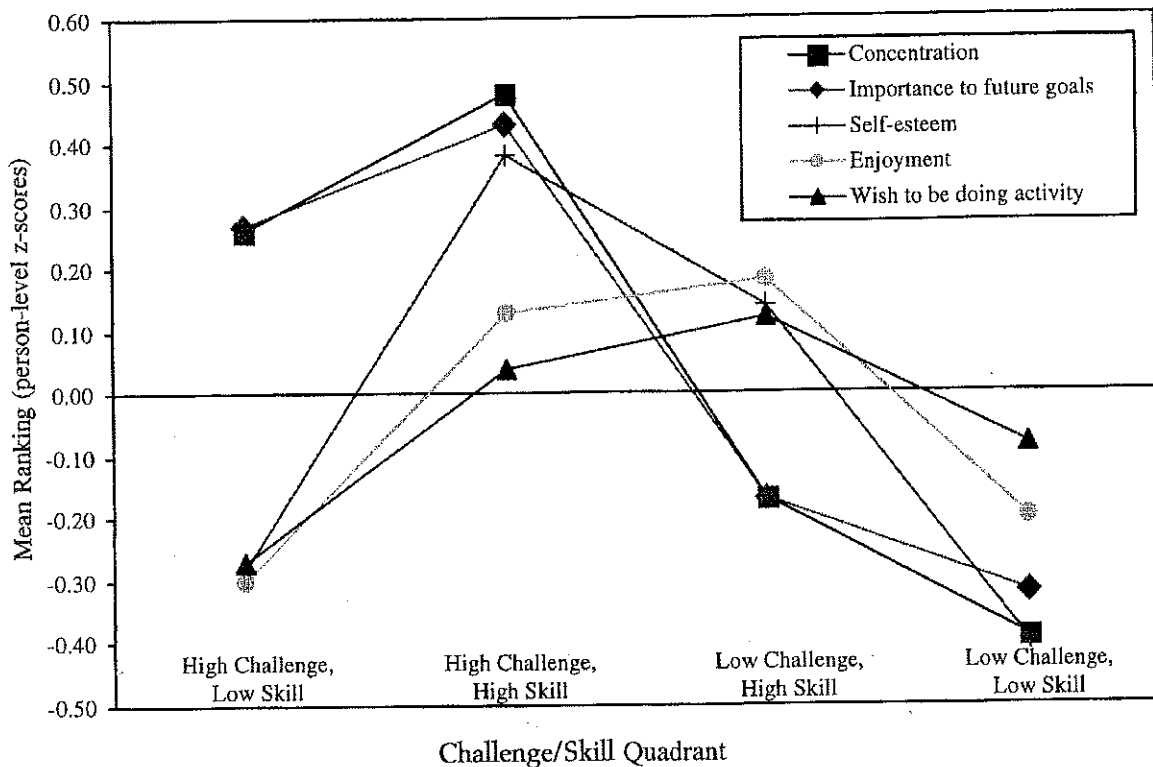 0.60
0.50
0.40
0.30
0.20
0.10
0.00
-0.10
-0.20
-0.30
-0.40
-0.50
Mean Ranking (person-level z-scores)
Concentration
Importance to future goals
Self-esteem
Enjoyment
Wish to be doing activity
High Challenge,
Low Skill
High Challenge,
High Skill
Low Challenge,
High Skill
Low Challenge,
Low Skill
Challenge/Skill Quadrant